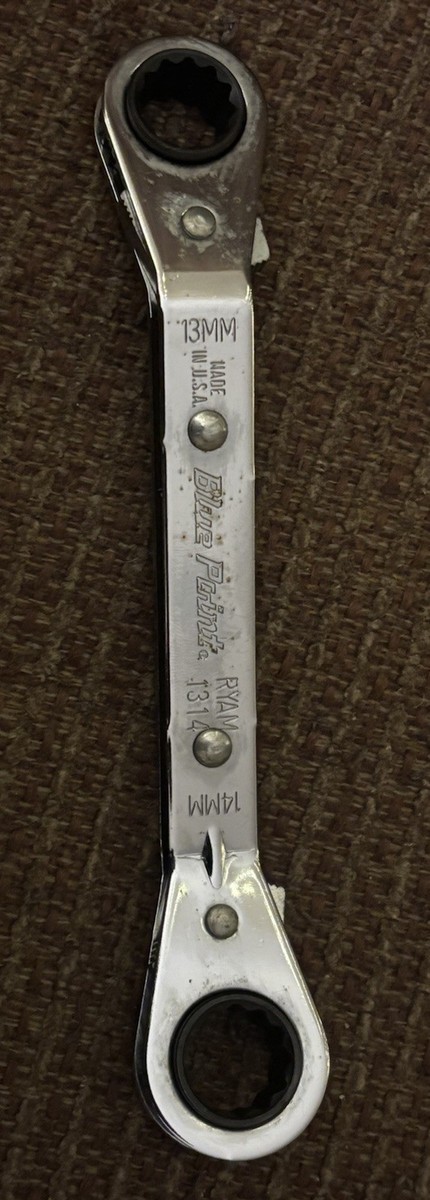 13MM
MADE
IN U.S.A.
Blue Point®
RYAM
1314
14MM